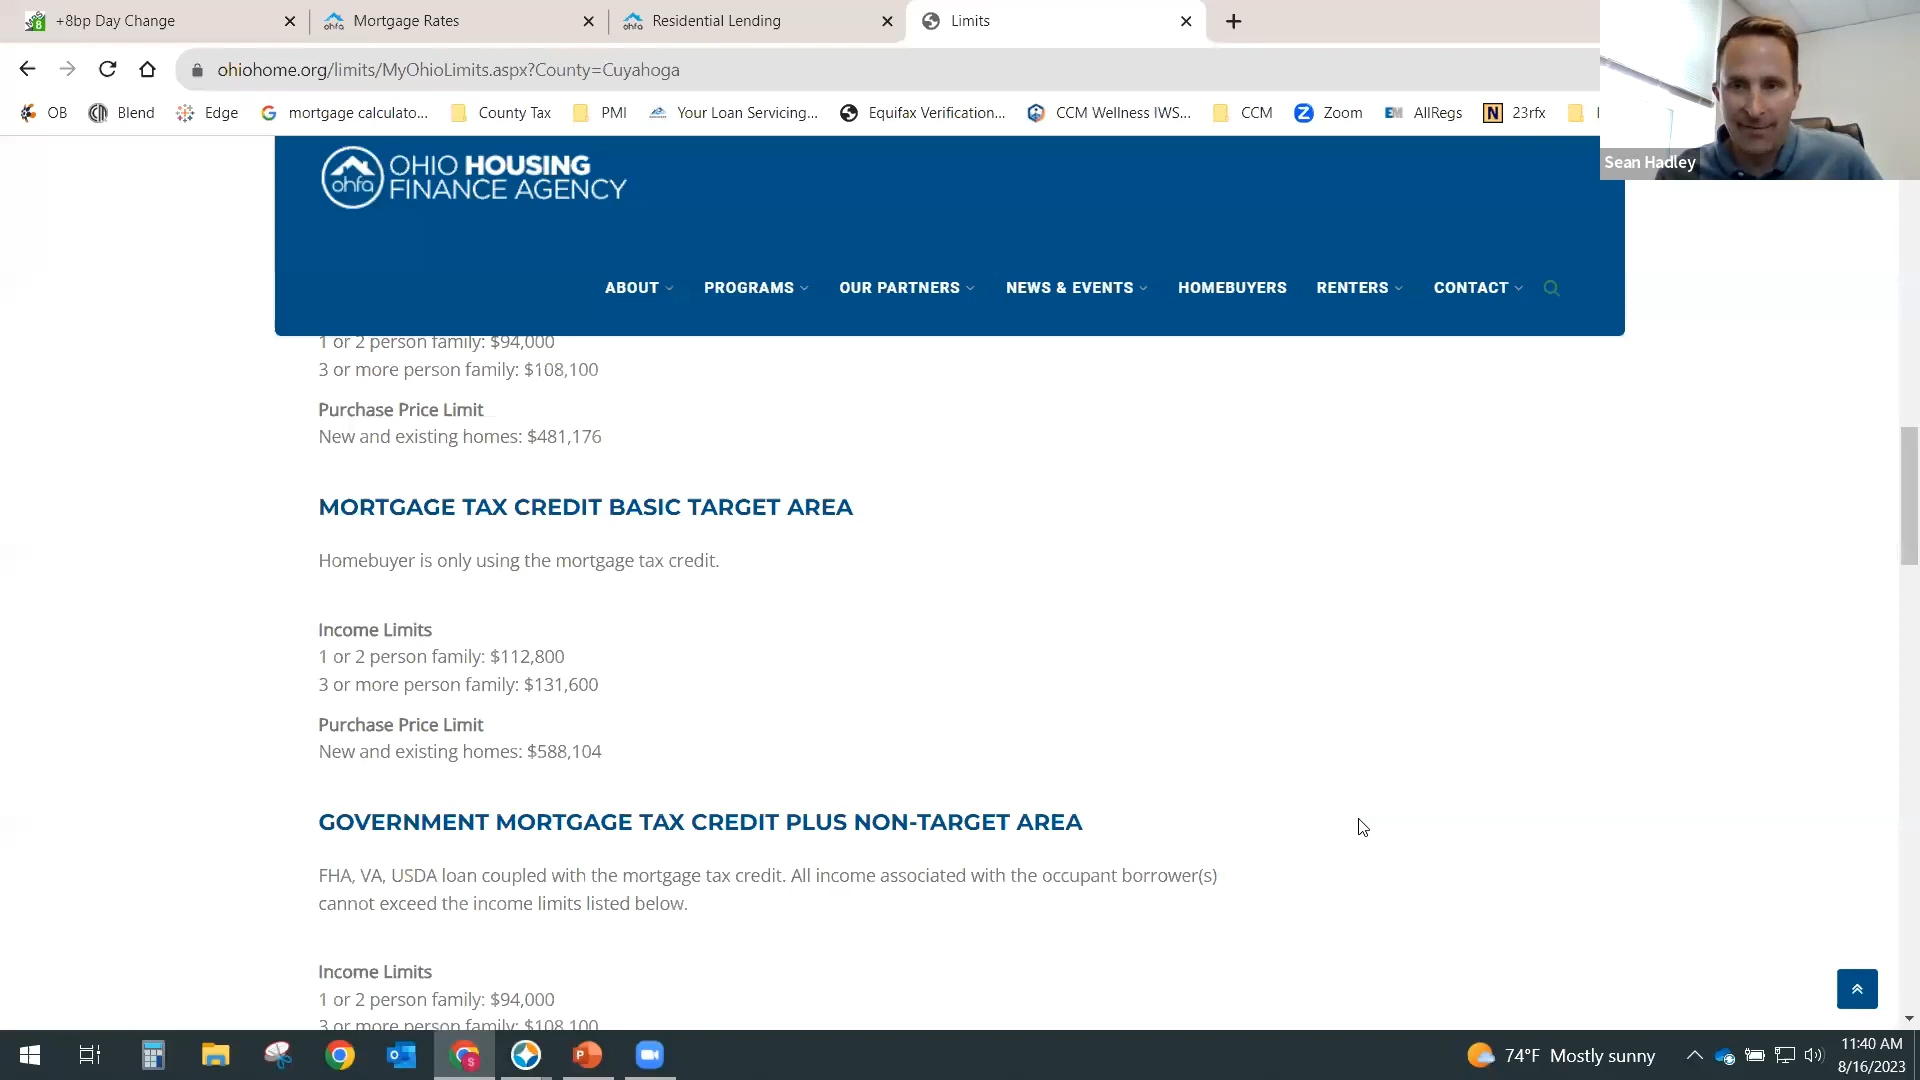 +8bp Day Change
Mortgage Rates
Residential Lending
Limits
ohiohome.org/limits/MyOhioLimits.aspx?County=Cuyahoga
OB Blend Edge mortgage calculato... County Tax PMI Your Loan Servicing... Equifax Verification... CCM Wellness IWS... CCM Zoom AllRegs 23rfx
Sean Hadley
ohfa
OHIO HOUSING
FINANCE AGENCY
ABOUT PROGRAMS OUR PARTNERS NEWS & EVENTS HOMEBUYERS RENTERS CONTACT
1 or 2 person family: $94,000
3 or more person family: $108,100
Purchase Price Limit
New and existing homes: $481,176
MORTGAGE TAX CREDIT BASIC TARGET AREA
Homebuyer is only using the mortgage tax credit.
Income Limits
1 or 2 person family: $112,800
3 or more person family: $131,600
Purchase Price Limit
New and existing homes: $588,104
GOVERNMENT MORTGAGE TAX CREDIT PLUS NON-TARGET AREA
FHA, VA, USDA loan coupled with the mortgage tax credit. All income associated with the occupant borrower(s)
cannot exceed the income limits listed below.
Income Limits
1 or 2 person family: $94,000
3 or more person family: $108,100
74°F Mostly sunny
11:40 AM
8/16/2023